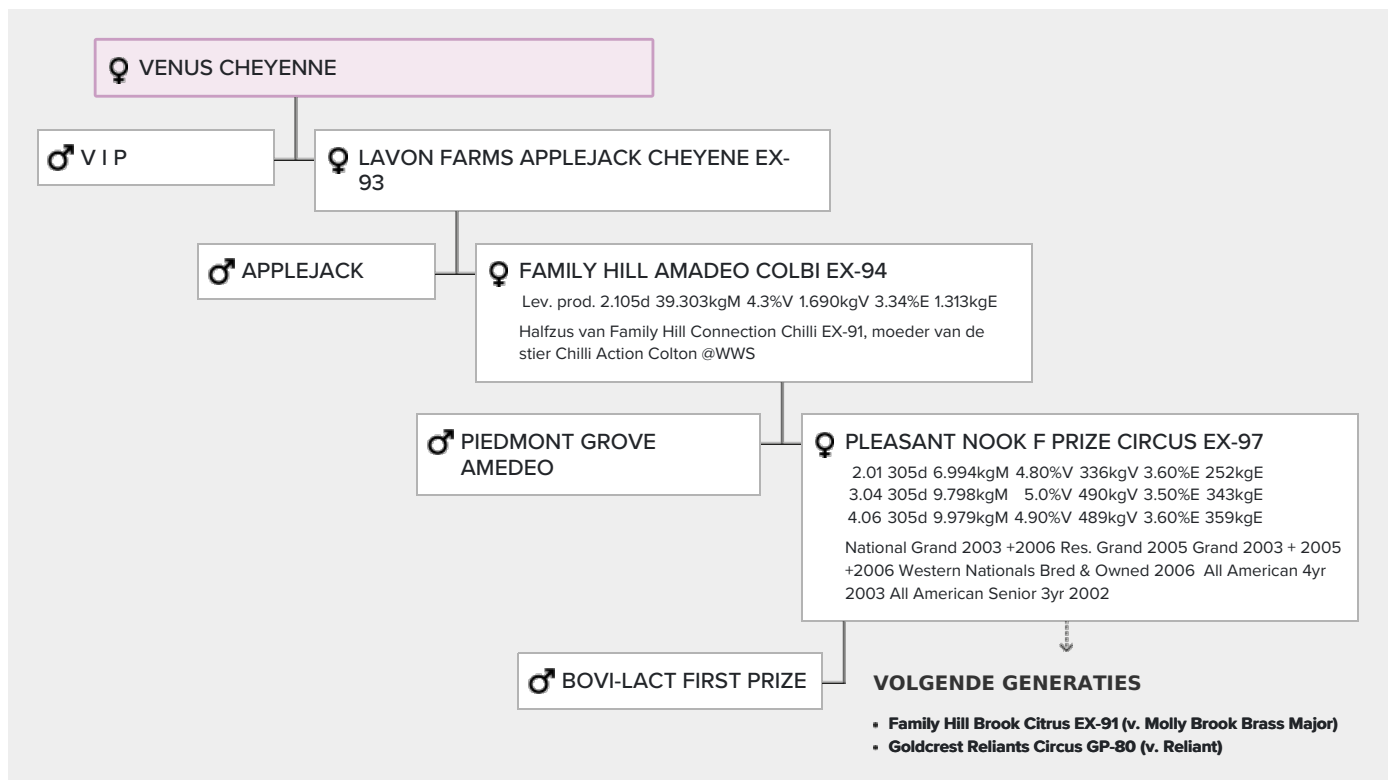 VENUS CHEYENNE
V I P
LAVON FARMS APPLEJACK CHEYENE EX-
93
APPLEJACK
FAMILY HILL AMADEO COLBI EX-94
Lev. prod. 2.105d 39.303kgM 4.3%V 1.690kgV 3.34%E 1.313kgE
Halfzus van Family Hill Connection Chilli EX-91, moeder van de
stier Chilli Action Colton @WWS
PIEDMONT GROVE
AMEDEO
PLEASANT NOOK F PRIZE CIRCUS EX-97
2.01 305d 6.994kgM 4.80%V 336kgV 3.60%E 252kgE
3.04 305d 9.798kgM 5.0%V 490kgV 3.50%E 343kgE
4.06 305d 9.979kgM 4.90%V 489kgV 3.60%E 359kgE
National Grand 2003 +2006 Res. Grand 2005 Grand 2003 + 2005
+2006 Western Nationals Bred & Owned 2006 All American 4yr
2003 All American Senior 3yr 2002
BOVI-LACT FIRST PRIZE
VOLGENDE GENERATIES
• Family Hill Brook Citrus EX-91 (v. Molly Brook Brass Major)
• Goldcrest Reliants Circus GP-80 (v. Reliant)